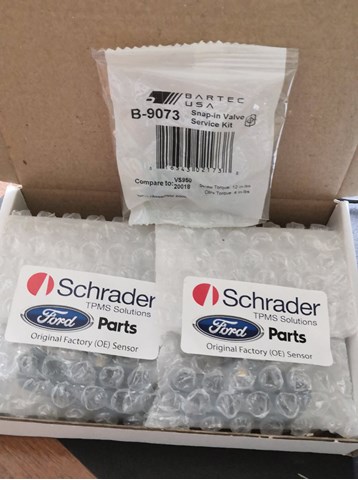 BARTEC
USA
B-9073
Snap-in Valve
Service Kit
Compare to:
VS950
20018
Schrader
TPMS Solutions
Ford Parts
Original Factory (OE) Sensor
Schrader
TPMS Solutions
Ford Parts
Original Factory (OE) Sensor